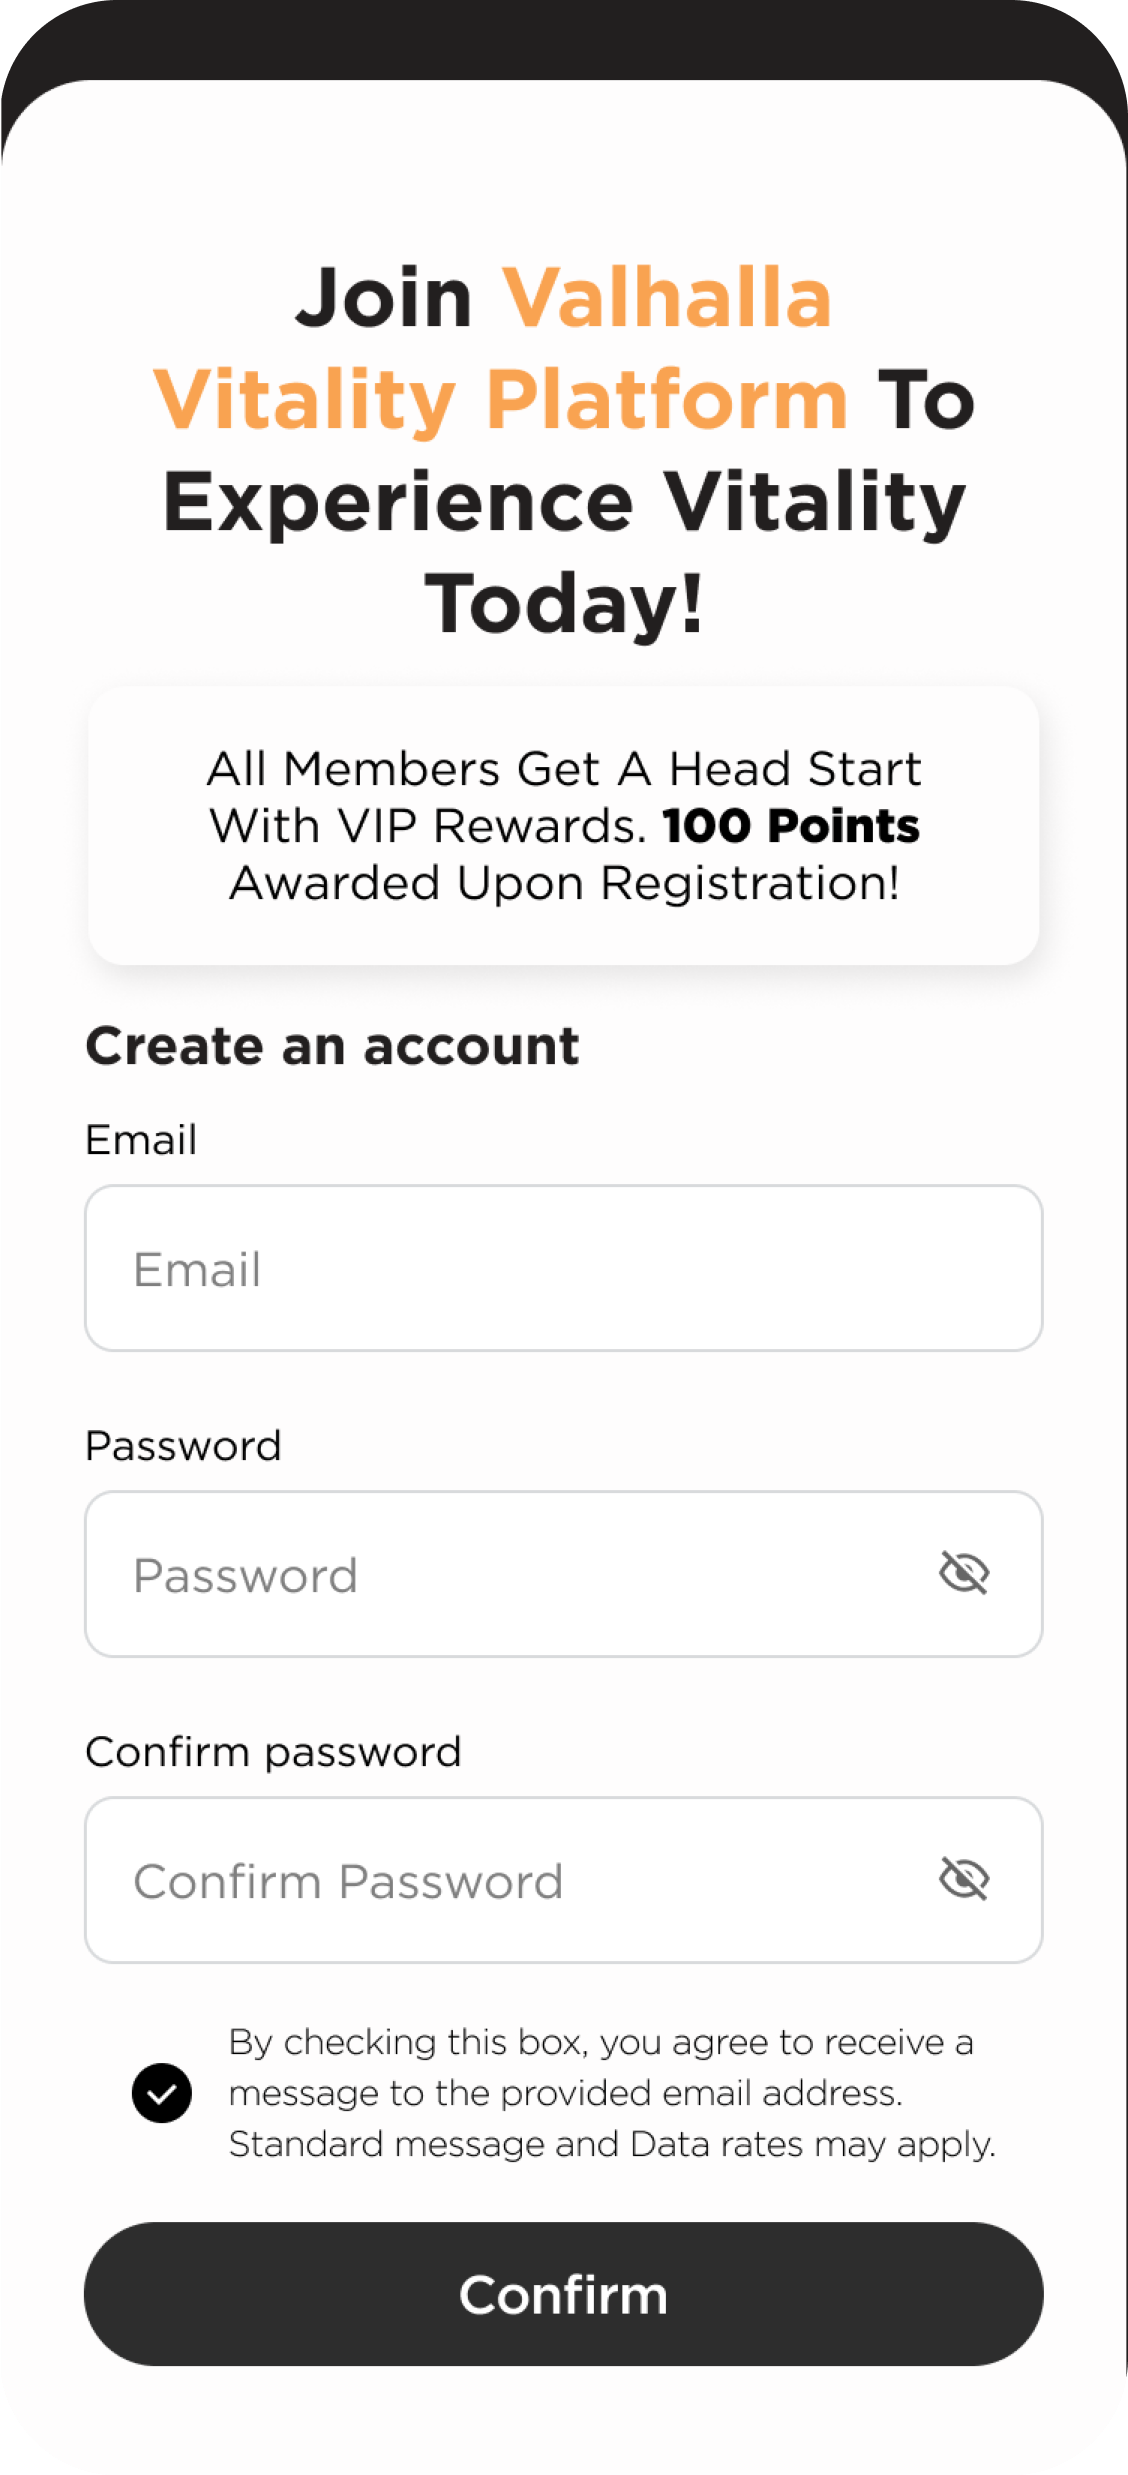 Join Valhalla
Vitality Platform To
Experience Vitality
Today!
All Members Get A Head Start
With VIP Rewards. 100 Points
Awarded Upon Registration!
Create an account
Email
Email
Password
Password
Confirm password
Confirm Password
By checking this box, you agree to receive a
message to the provided email address.
Standard message and Data rates may apply.
Confirm